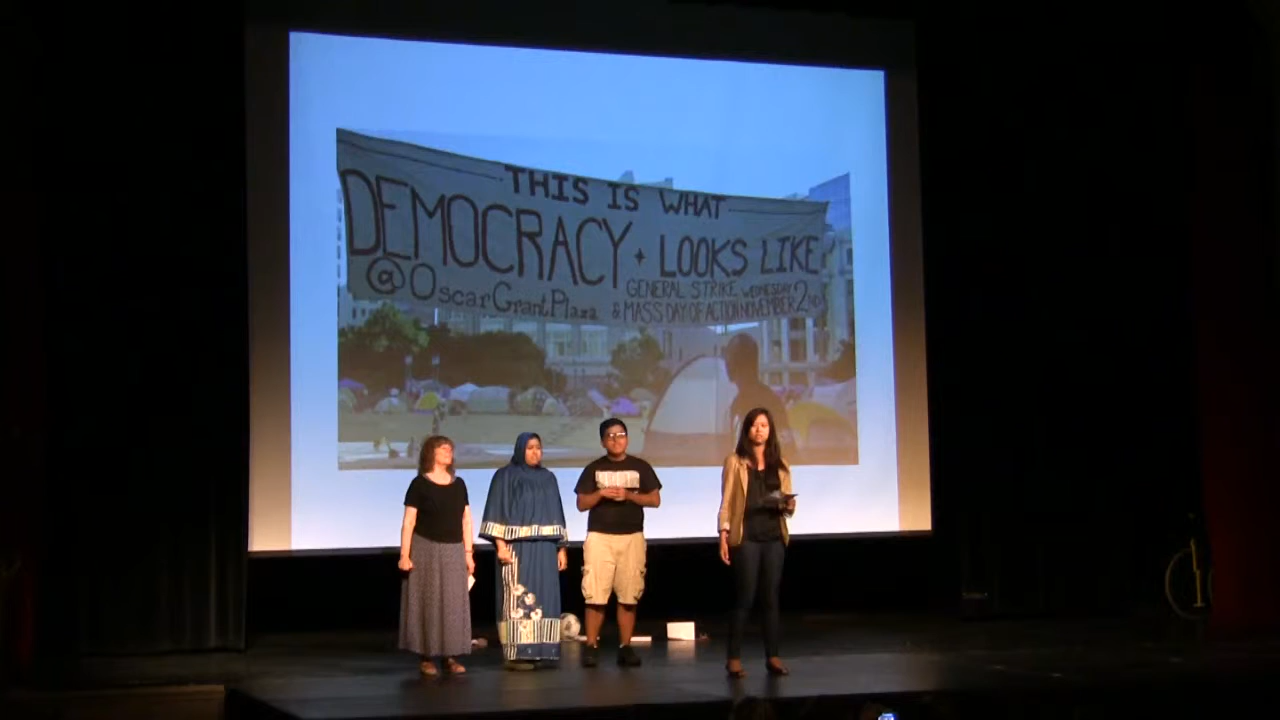 THIS IS WHAT
DEMOCRACY + LOOKS LIKE
@ Oscar Grant Plaza
GENERAL STRIKE WEDNESDAY
& MASS DAY OF ACTION NOVEMBER 2ND